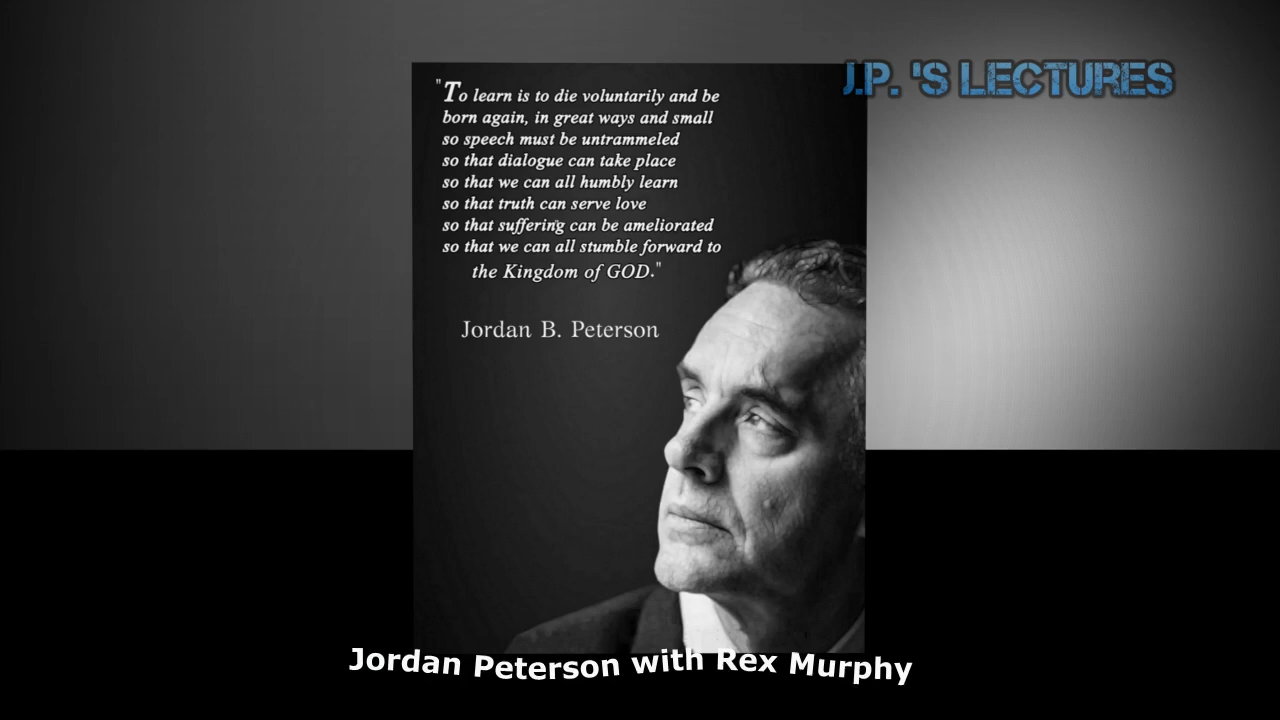 J.P. 'S LECTURES
"To learn is to die voluntarily and be
born again, in great ways and small
so speech must be untrammeled
so that dialogue can take place
so that we can all humbly learn
so that truth can serve love
so that suffering can be ameliorated
so that we can all stumble forward to
the Kingdom of GOD."
Jordan B. Peterson
Jordan Peterson with Rex Murphy